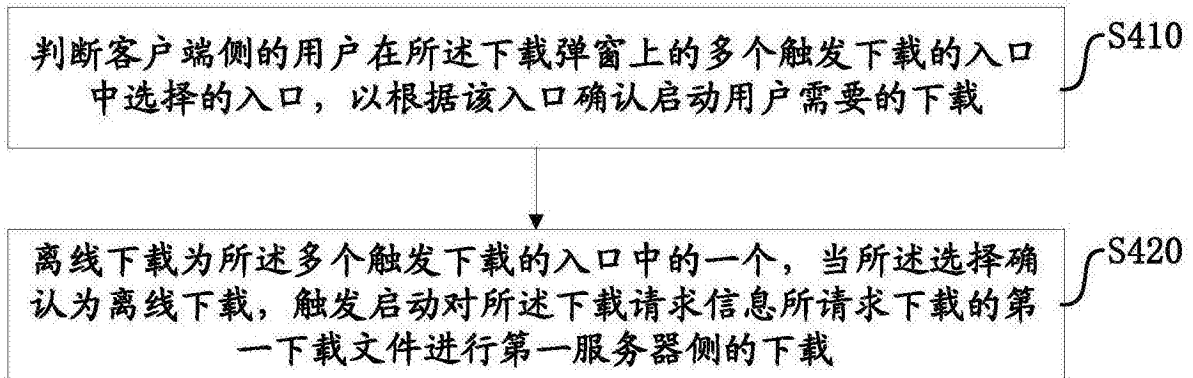 判断客户端侧的用户在所述下载弹窗上的多个触发下载的入口
中选择的入口，以根据该入口确认启动用户需要的下载
S410
离线下载为所述多个触发下载的入口中的一个，当所述选择确
认为离线下载，触发启动对所述下载请求信息所请求下载的第
一下载文件进行第一服务器侧的下载
S420